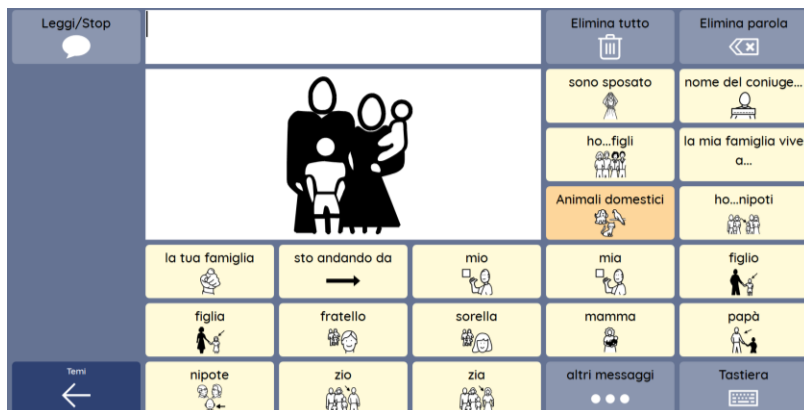 Leggi/Stop
Elimina tutto
Elimina parola
sono sposato
nome del coniuge...
ho...figli
la mia famiglia vive
a...
Animali domestici
ho...nipoti
la tua famiglia
sto andando da
mio
mia
figlio
figlia
fratello
sorella
mamma
papà
Temi
nipote
zio
zia
altri messaggi
Tastiera